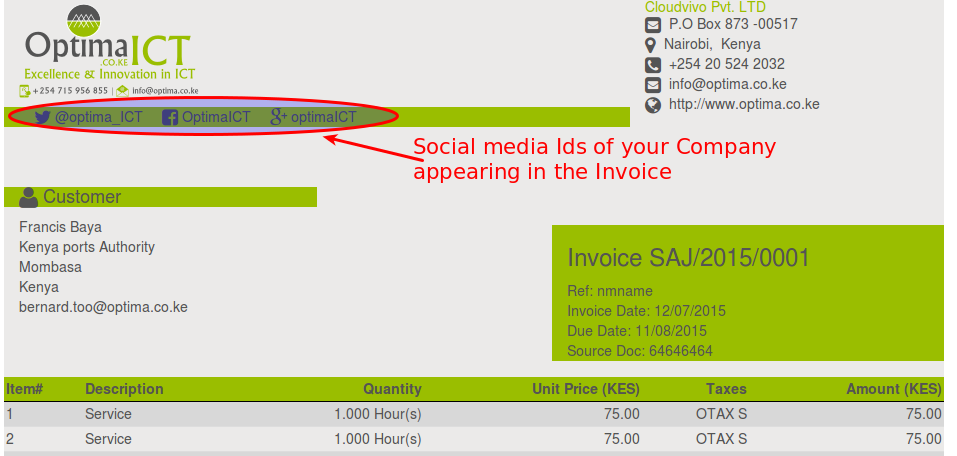 Optima
.CO.KE
ICT
Excellence & Innovation in ICT
+254 715 956 855 | info@optima.co.ke
Cloudvivo Pvt. LTD
P.O Box 873 -00517
Nairobi, Kenya
+254 20 524 2032
info@optima.co.ke
http://www.optima.co.ke
@optima_ICT OptimaICT optimaICT
Social media Ids of your Company
appearing in the Invoice
Customer
Francis Baya
Kenya ports Authority
Mombasa
Kenya
bernard.too@optima.co.ke
Invoice SAJ/2015/0001
Ref: nmname
Invoice Date: 12/07/2015
Due Date: 11/08/2015
Source Doc: 64646464
Item# Description Quantity Unit Price (KES) Taxes Amount (KES)
1 Service 1.000 Hour(s) 75.00 OTAX S 75.00
2 Service 1.000 Hour(s) 75.00 OTAX S 75.00